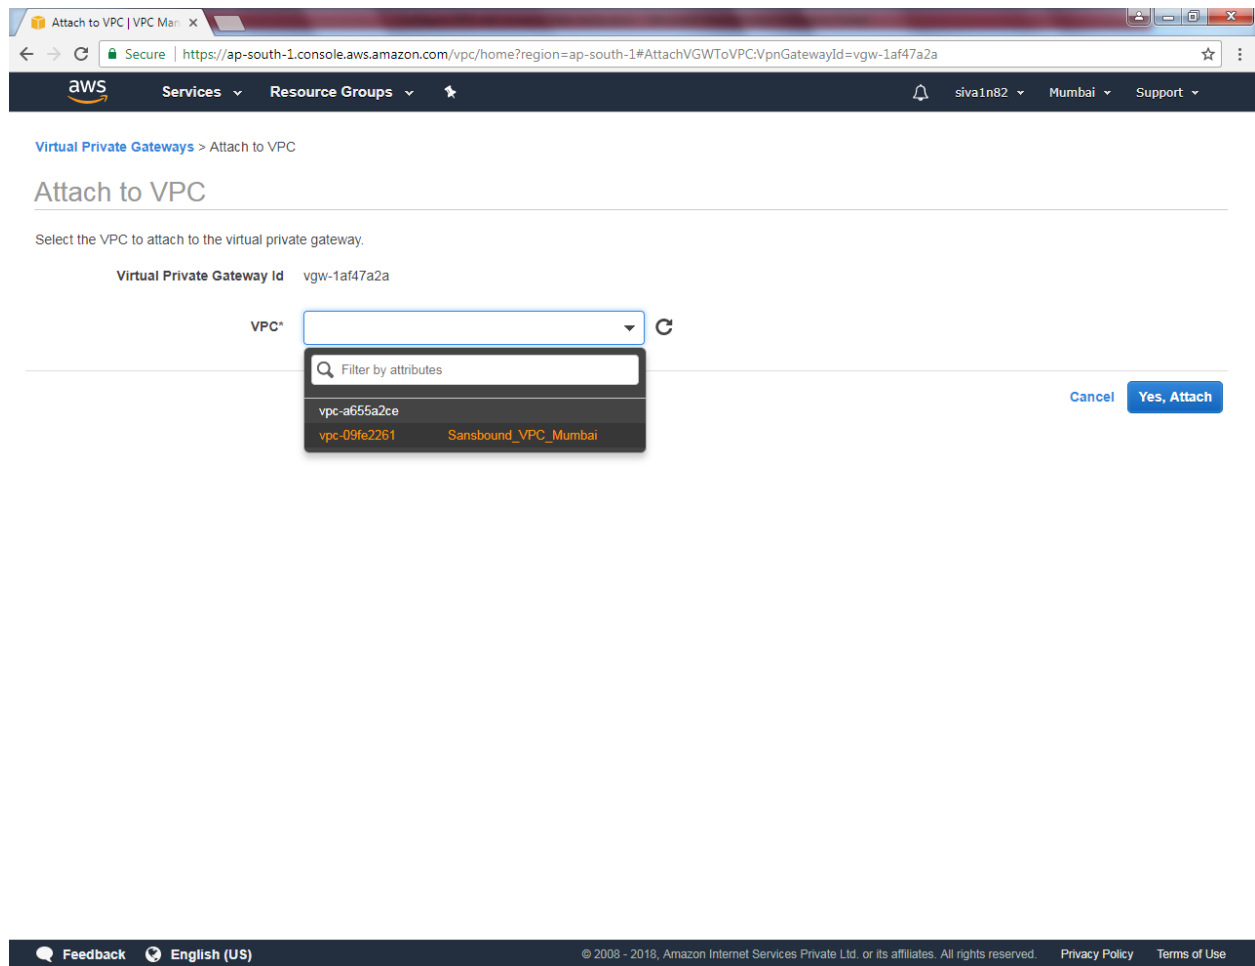 Attach to VPC | VPC Man
Secure | https://ap-south-1.console.aws.amazon.com/vpc/home?region=ap-south-1#AttachVGWToVPC:VpnGatewayId=vgw-1af47a2a
aws Services Resource Groups siva1n82 Mumbai Support
Virtual Private Gateways > Attach to VPC
Attach to VPC
Select the VPC to attach to the virtual private gateway.
Virtual Private Gateway Id vgw-1af47a2a
VPC*
Filter by attributes
Cancel Yes, Attach
vpc-a655a2ce
vpc-09fe2261 Sansbound_VPC_Mumbai
Feedback English (US) © 2008 - 2018, Amazon Internet Services Private Ltd. or its affiliates. All rights reserved. Privacy Policy Terms of Use